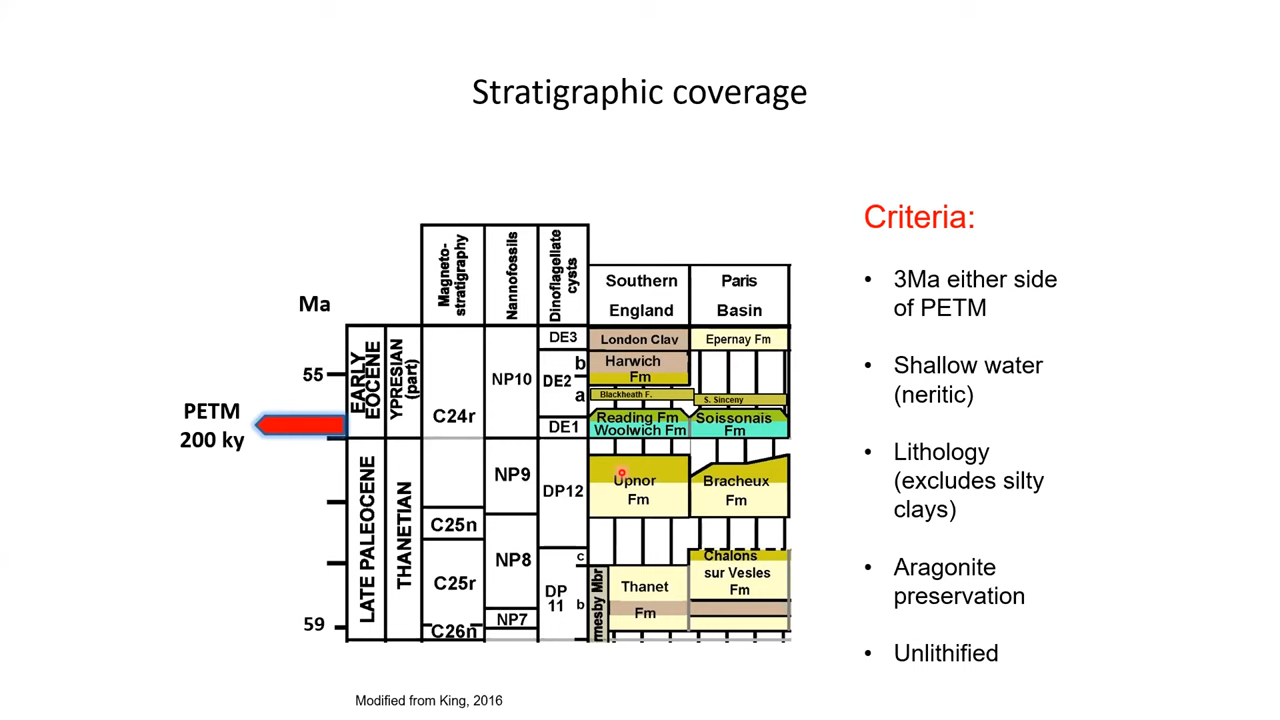 Stratigraphic coverage
Ma
Magneto-
stratigraphy
Nannofossils
Dinoflagellate
cysts
Southern
England
Paris
Basin
EARLY
EOCENE
YPRESIAN
(part)
LATE PALEOCENE
THANETIAN
55
59
PETM
200 ky
C24r
C25n
C25r
C26n
NP10
NP9
NP8
NP7
DE3
DE2
b
a
DE1
DP12
DP
11
c
b
London Clay
Harwich
Fm
Blackheath F.
Reading Fm
Woolwich Fm
Upnor
Fm
rmesby Mbr
Thanet
Fm
Epernay Fm
S. Sinceny
Soissonais
Fm
Bracheux
Fm
Chalons
sur Vesles
Fm
Criteria:
• 3Ma either side
of PETM
• Shallow water
(neritic)
• Lithology
(excludes silty
clays)
• Aragonite
preservation
• Unlithified
Modified from King, 2016